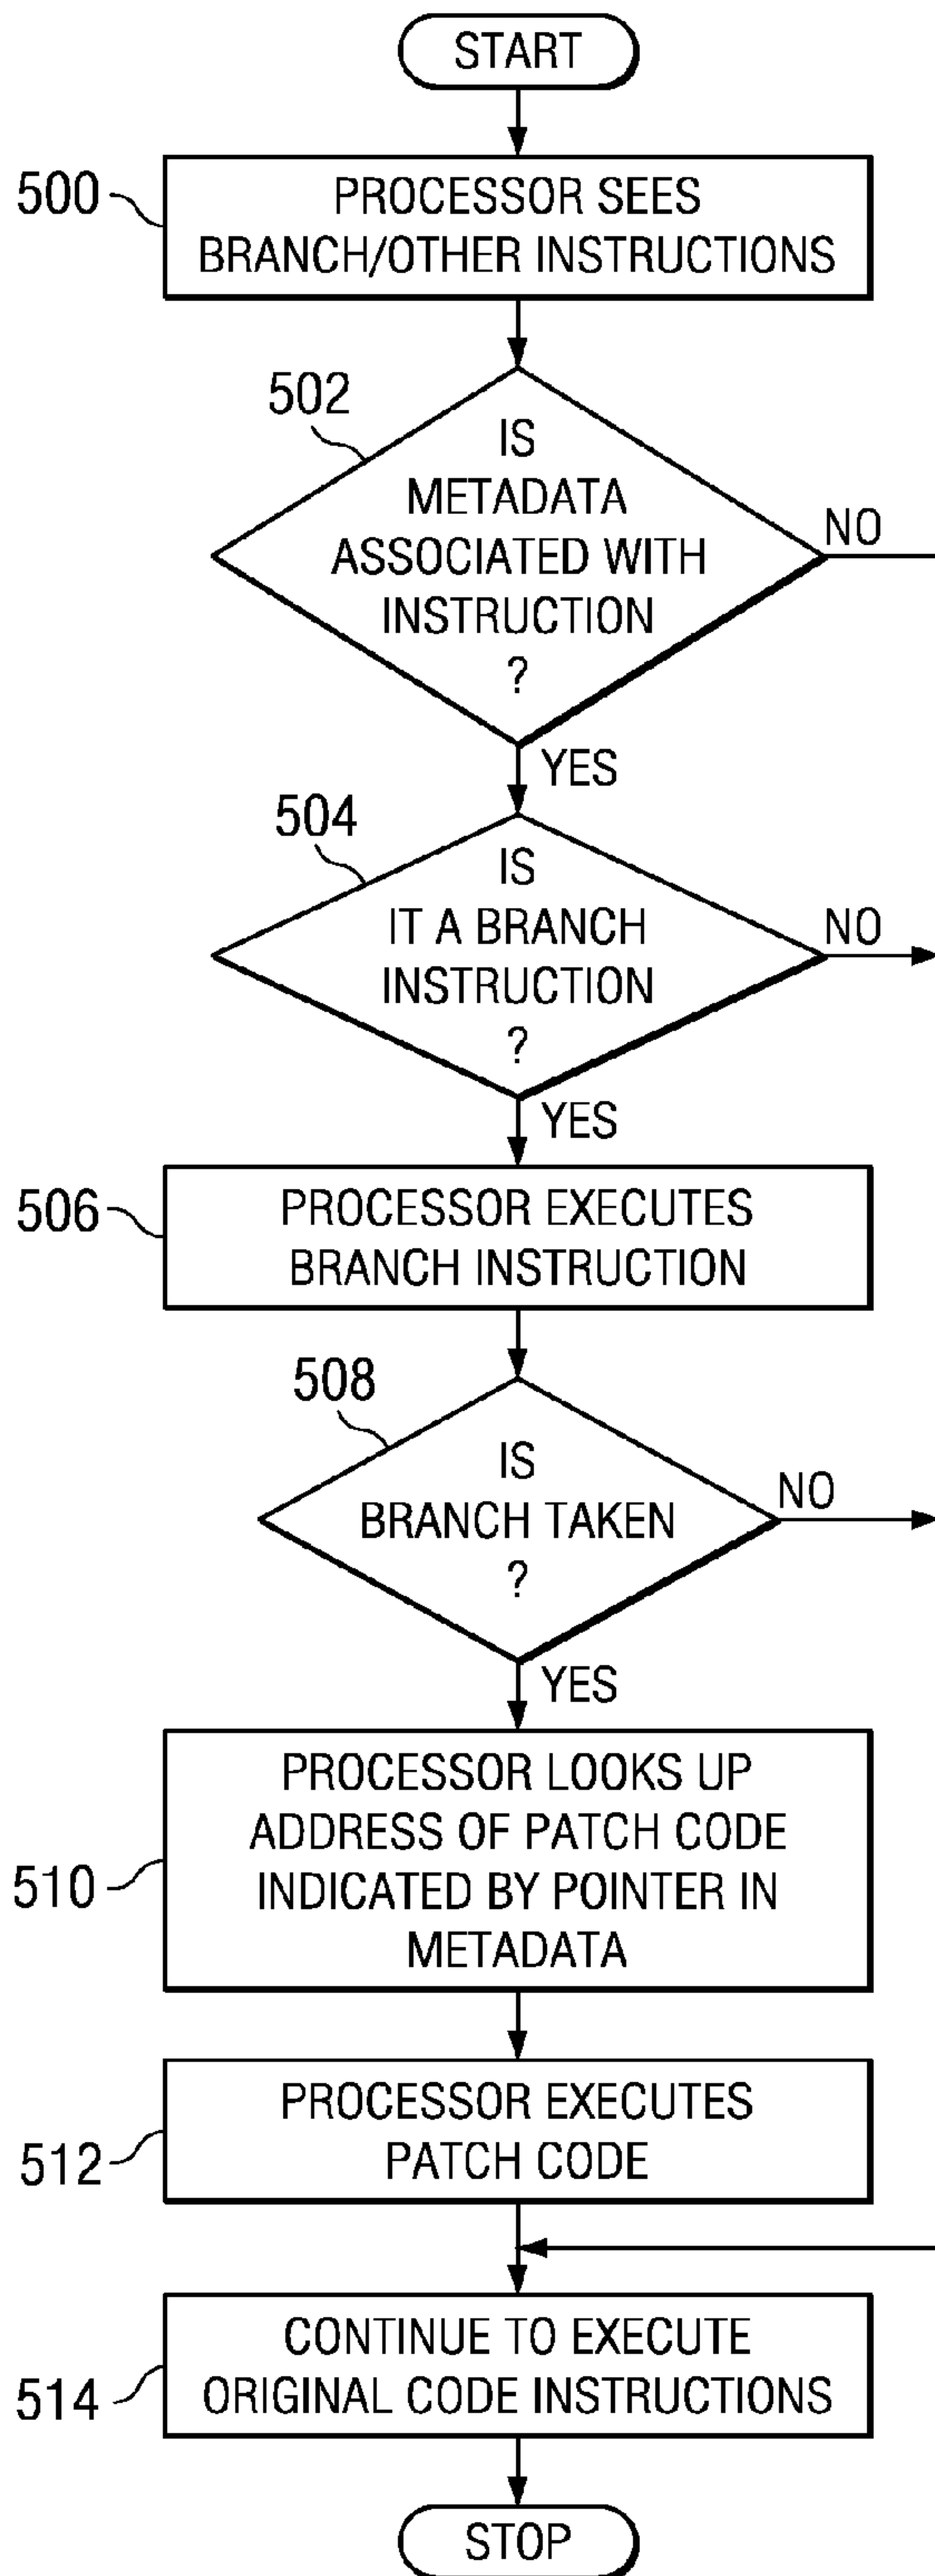 START
500
PROCESSOR SEES
BRANCH/OTHER INSTRUCTIONS
502
IS
METADATA
ASSOCIATED WITH
INSTRUCTION
?
NO
YES
504
IS
IT A BRANCH
INSTRUCTION
?
NO
YES
506
PROCESSOR EXECUTES
BRANCH INSTRUCTION
508
IS
BRANCH TAKEN
?
NO
YES
510
PROCESSOR LOOKS UP
ADDRESS OF PATCH CODE
INDICATED BY POINTER IN
METADATA
512
PROCESSOR EXECUTES
PATCH CODE
514
CONTINUE TO EXECUTE
ORIGINAL CODE INSTRUCTIONS
STOP